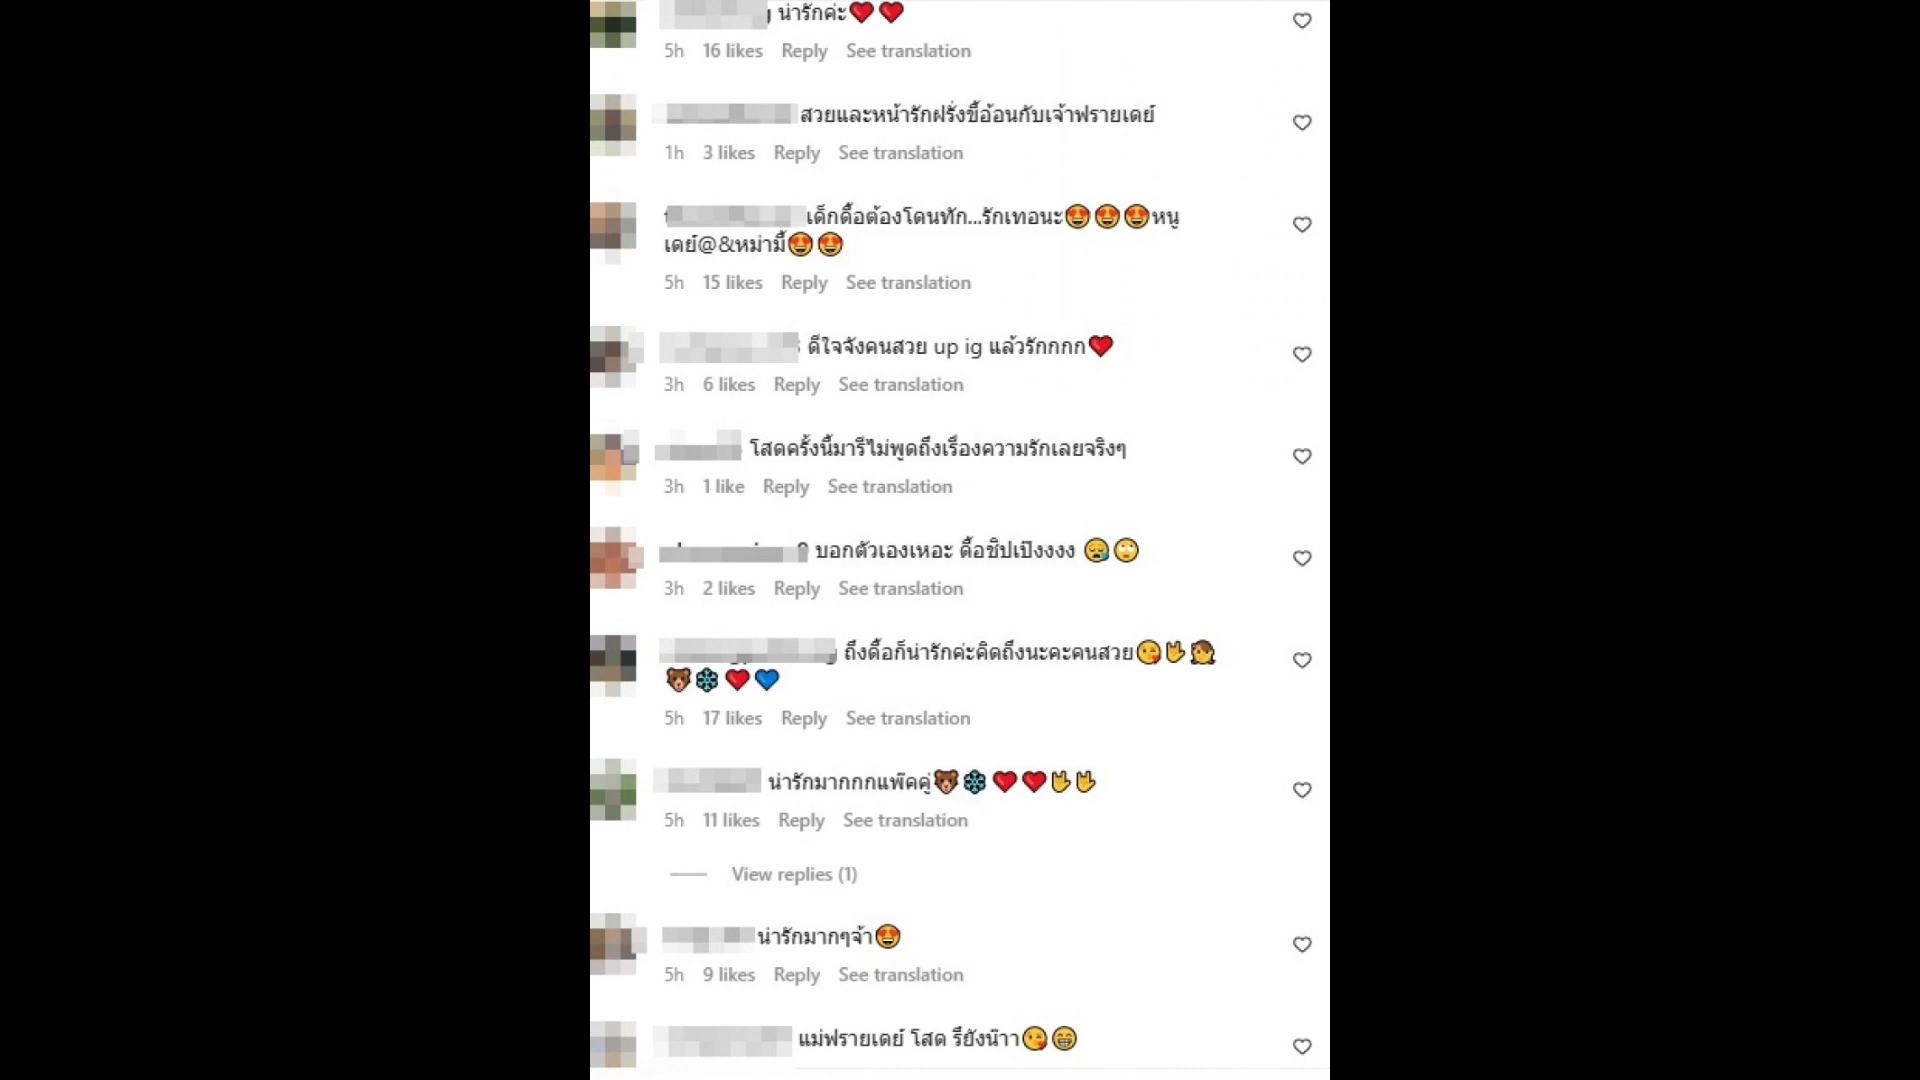 น่ารักค่ะ❤️❤️
5h 16 likes Reply See translation
สวยและหน้ารักฝรั่งขี้อ้อนกับเจ้าฟรายเดย์
1h 3 likes Reply See translation
เด็กดื้อต้องโดนทัก...รักเทอนะ😍😍😍หนู
เดย์@&หม่ามี้😍😍
5h 15 likes Reply See translation
ดีใจจังคนสวย up ig แล้วรักกกก❤️
3h 6 likes Reply See translation
โสดครั้งนี้มารีไม่พูดถึงเรื่องความรักเลยจริงๆ
3h 1 like Reply See translation
บอกตัวเองเหอะ ดื้อชิปเป๊งงงง 😪🙄
3h 2 likes Reply See translation
ถึงดื้อก็น่ารักค่ะคิดถึงนะคะคนสวย😘🤟👧
🐻❄️❤️💙
5h 17 likes Reply See translation
น่ารักมากกกแพ๊คคู่🐻❄️❤️❤️🤟🤟
5h 11 likes Reply See translation
View replies (1)
น่ารักมากๆจ้า😍
5h 9 likes Reply See translation
แม่ฟรายเดย์ โสด รึยังน๊าา😘😁